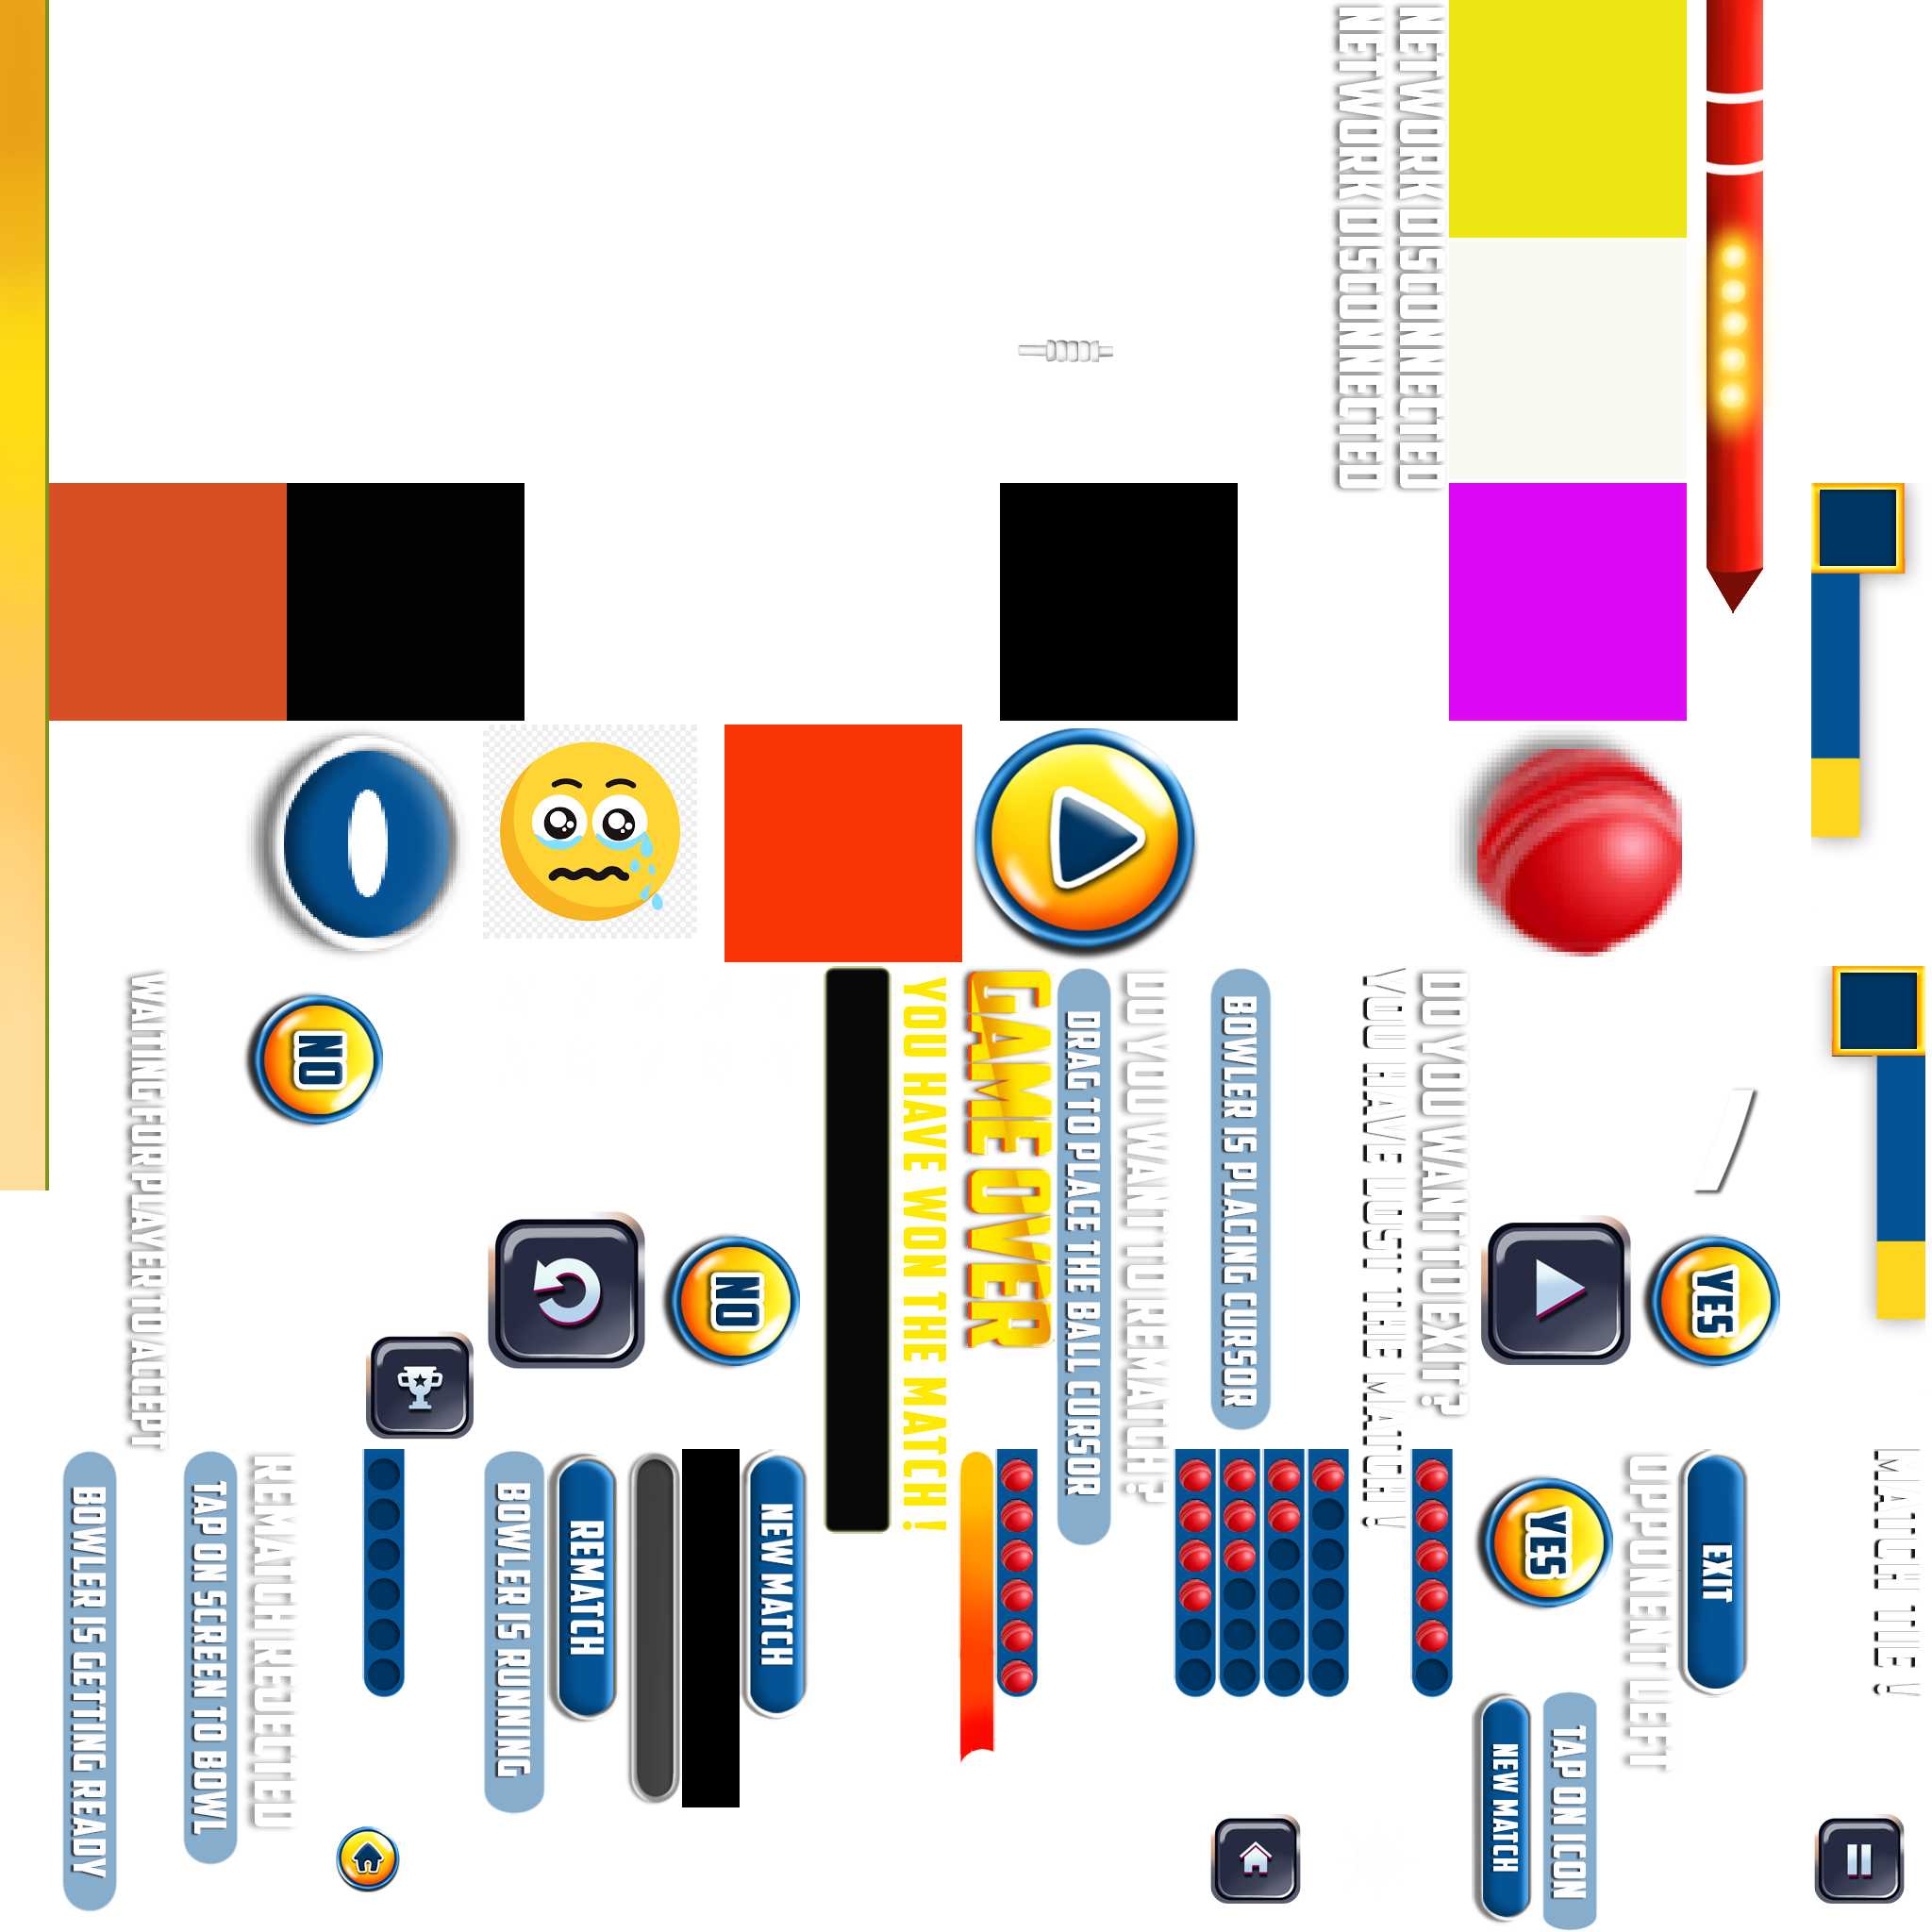 NETWORK DISCONNECTED
NETWORK DISCONNECTED
0
WAITING FOR PLAYER TO ACCEPT
NO
NO
YOU HAVE WON THE MATCH !
GAME OVER
DRAG TO PLACE THE BALL CURSOR
DO YOU WANT TO REMATCH?
BOWLER IS PLACING CURSOR
YOU HAVE LOST THE MATCH !
DO YOU WANT TO EXIT?
/
YES
BOWLER IS GETTING READY
TAP ON SCREEN TO BOWL
REMATCH REJECTED
BOWLER IS RUNNING
REMATCH
NEW MATCH
YES
OPPONENT LEFT
EXIT
MATCH TIE !
NEW MATCH
TAP ON ICON